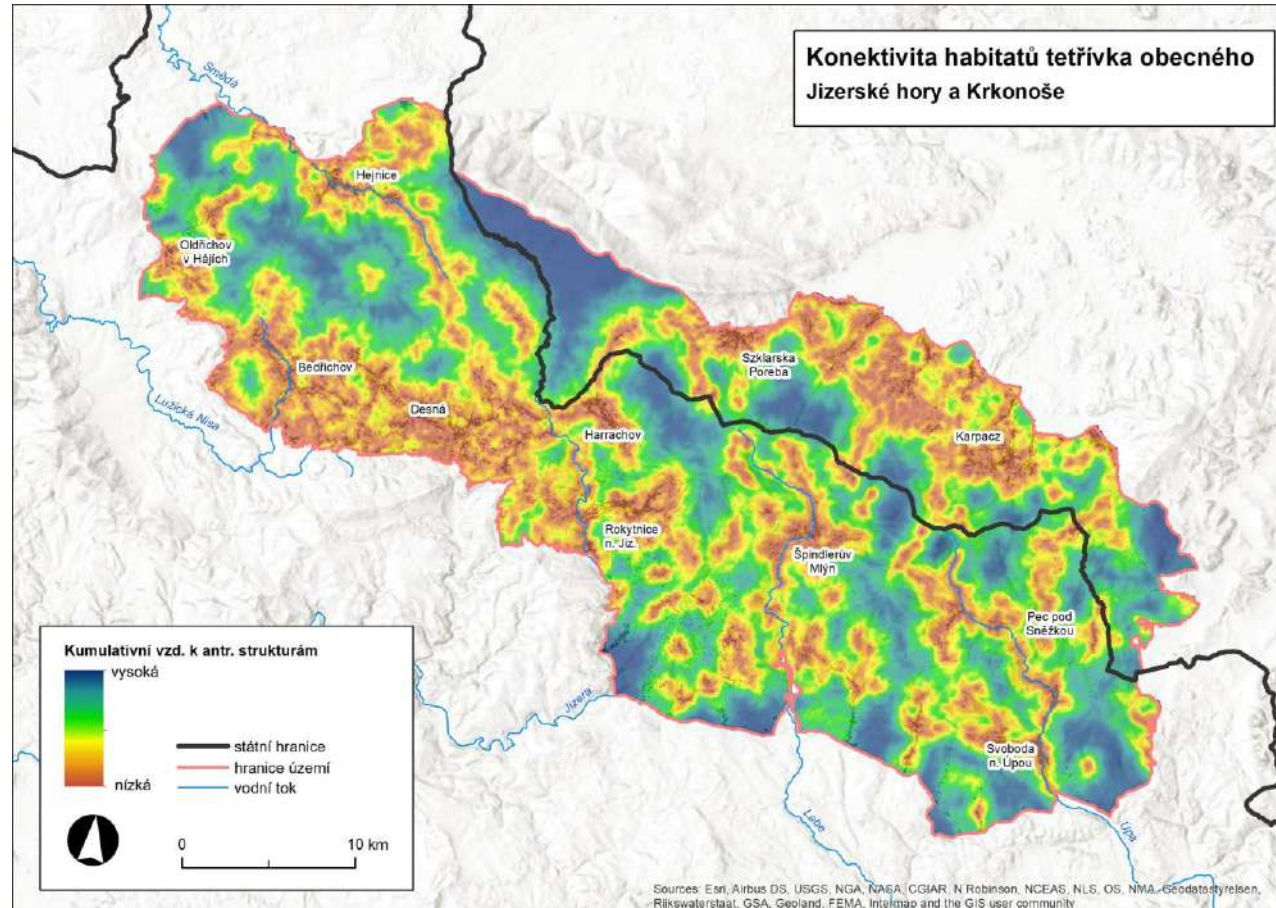 Konektivita habitatů tetřívka obecného
Jizerské hory a Krkonoše
Smědá
Hejnice
Oldřichov
v Hájích
Bedřichov
Lužická Nisa
Desná
Szklarska
Poreba
Harrachov
Karpacz
Rokytnice
n. Jiz.
Špindlerův
Mlýn
Pec pod
Sněžkou
Jizera
Svoboda
n. Úpou
Labe
Úpa
Kumulativní vzd. k antr. strukturám
vysoká
nízká
státní hranice
hranice území
vodní tok
0 10 km
Sources: Esri, Airbus DS, USGS, NGA, NASA, CGIAR, N Robinson, NCEAS, NLS, OS, NMA, Geodatastyrelsen,
Rijkswaterstaat, GSA, Geoland, FEMA, Intermap and the GIS user community